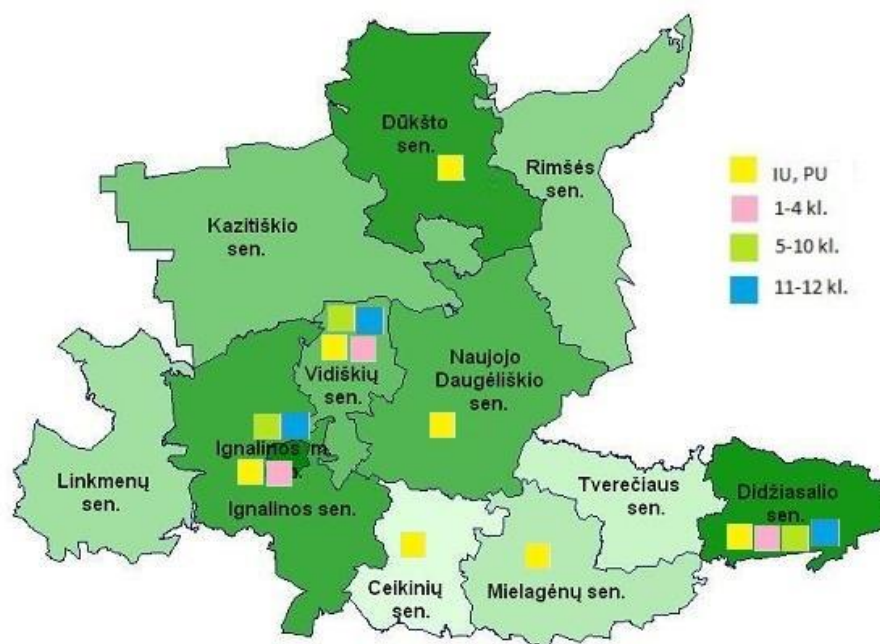 Dūkšto
sen.
Rimšės
sen.
IU, PU
1-4 kl.
5-10 kl.
11-12 kl.
Kazitiškio
sen.
Vidiškių
sen.
Naujojo
Daugėliškio
sen.
Ignalinos m.
Ignalinos sen.
Linkmenų
sen.
Tverečiaus
sen.
Didžiasalio
sen.
Ceikinių
sen.
Mielagėnų sen.